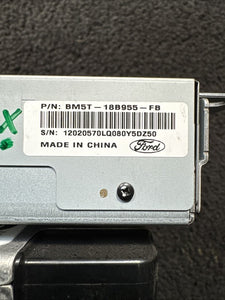 P/N: BM5T-18B955-FB
S/N: 12020570LQ080Y5DZ50
MADE IN CHINA
Ford
X